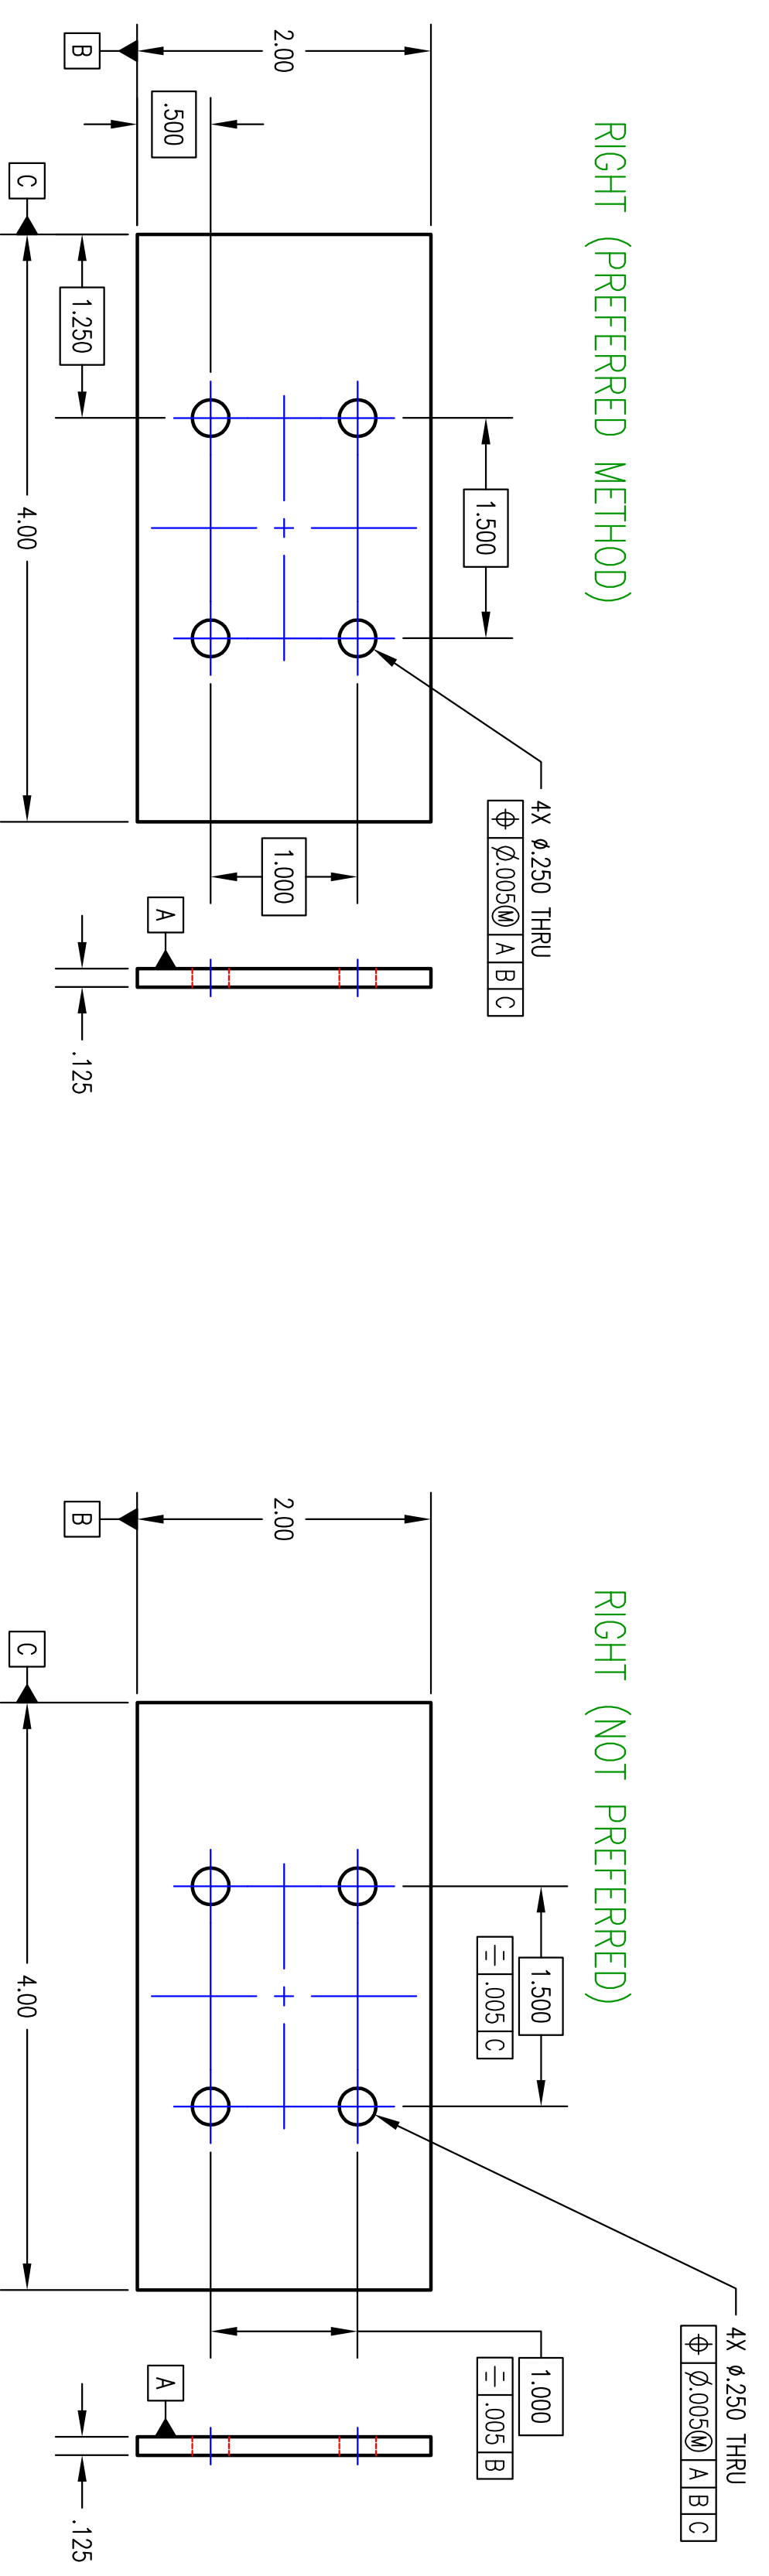 RIGHT (PREFERRED METHOD)
4X ⌀.250 THRU
⌖ ⌀.005Ⓜ A B C
1.500
2.00
B
.500
C
1.250
4.00
1.000
A
.125
RIGHT (NOT PREFERRED)
4X ⌀.250 THRU
⌖ ⌀.005Ⓜ A B C
1.500
⌯ .005 C
1.000
⌯ .005 B
2.00
B
C
4.00
A
.125